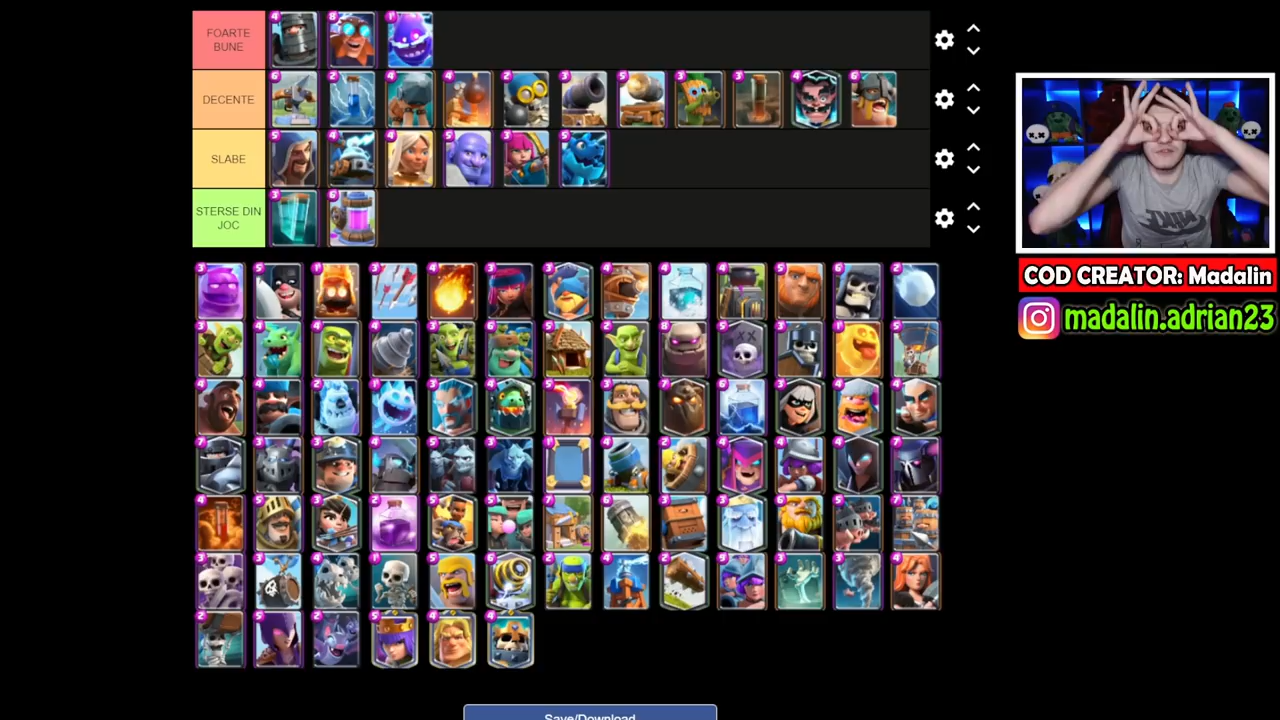 FOARTE
BUNE
DECENTE
SLABE
STERSE DIN
JOC
COD CREATOR: Madalin
madalin.adrian23
Save/Download